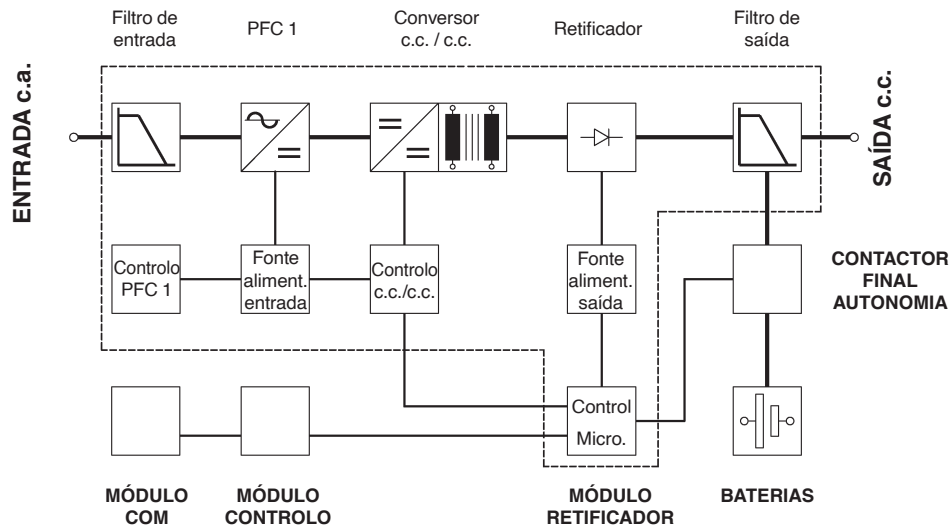 Filtro de
entrada
PFC 1
Conversor
c.c. / c.c.
Retificador
Filtro de
saída
ENTRADA c.a.
SAÍDA c.c.
Controlo
PFC 1
Fonte
aliment.
entrada
Controlo
c.c./c.c.
Fonte
aliment.
saída
CONTACTOR
FINAL
AUTONOMIA
Control
Micro.
MÓDULO
COM
MÓDULO
CONTROLO
MÓDULO
RETIFICADOR
BATERIAS